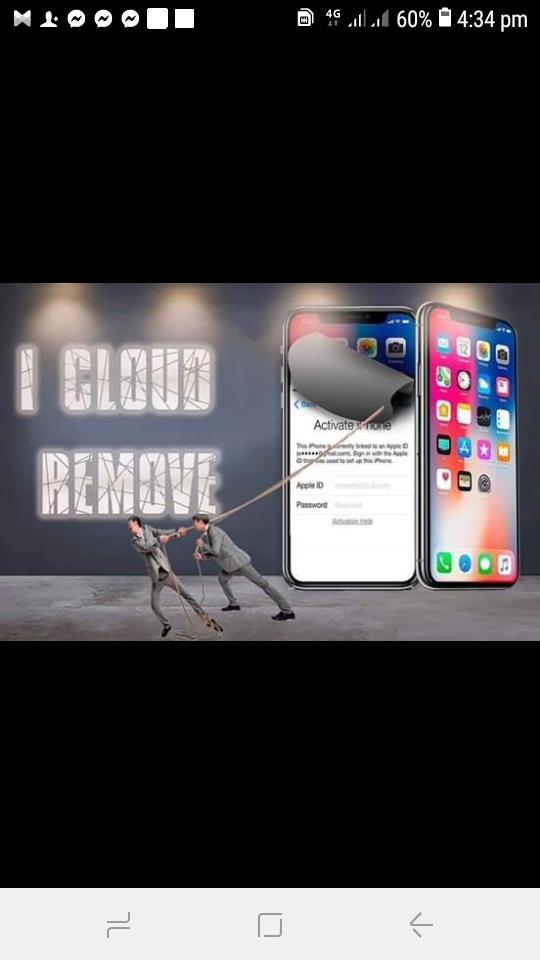 4G 60% 4:34 pm
I CLOUD
REMOVE
Activate iPhone
This iPhone is currently linked to an Apple ID
(s•••••@gmail.com). Sign in with the Apple
ID that was used to set up this iPhone.
Apple ID
Password Required
Activation Help